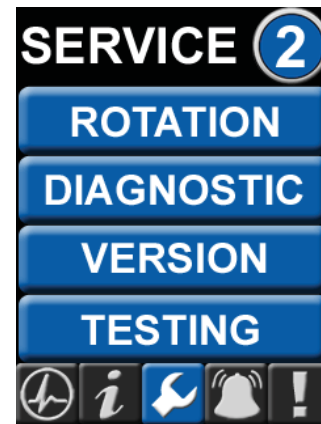 SERVICE 2
ROTATION
DIAGNOSTIC
VERSION
TESTING
i !